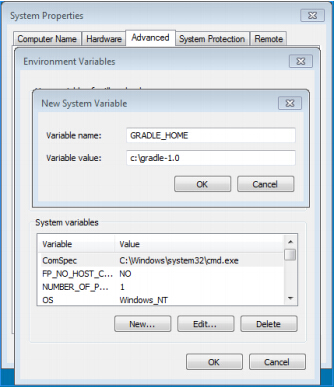 System Properties
Computer Name Hardware Advanced System Protection Remote
Environment Variables
New System Variable
Variable name: GRADLE_HOME
Variable value: c:\gradle-1.0
OK Cancel
System variables
Variable Value
ComSpec C:\Windows\system32\cmd.exe
FP_NO_HOST_C... NO
NUMBER_OF_P... 1
OS Windows_NT
New... Edit... Delete
OK Cancel